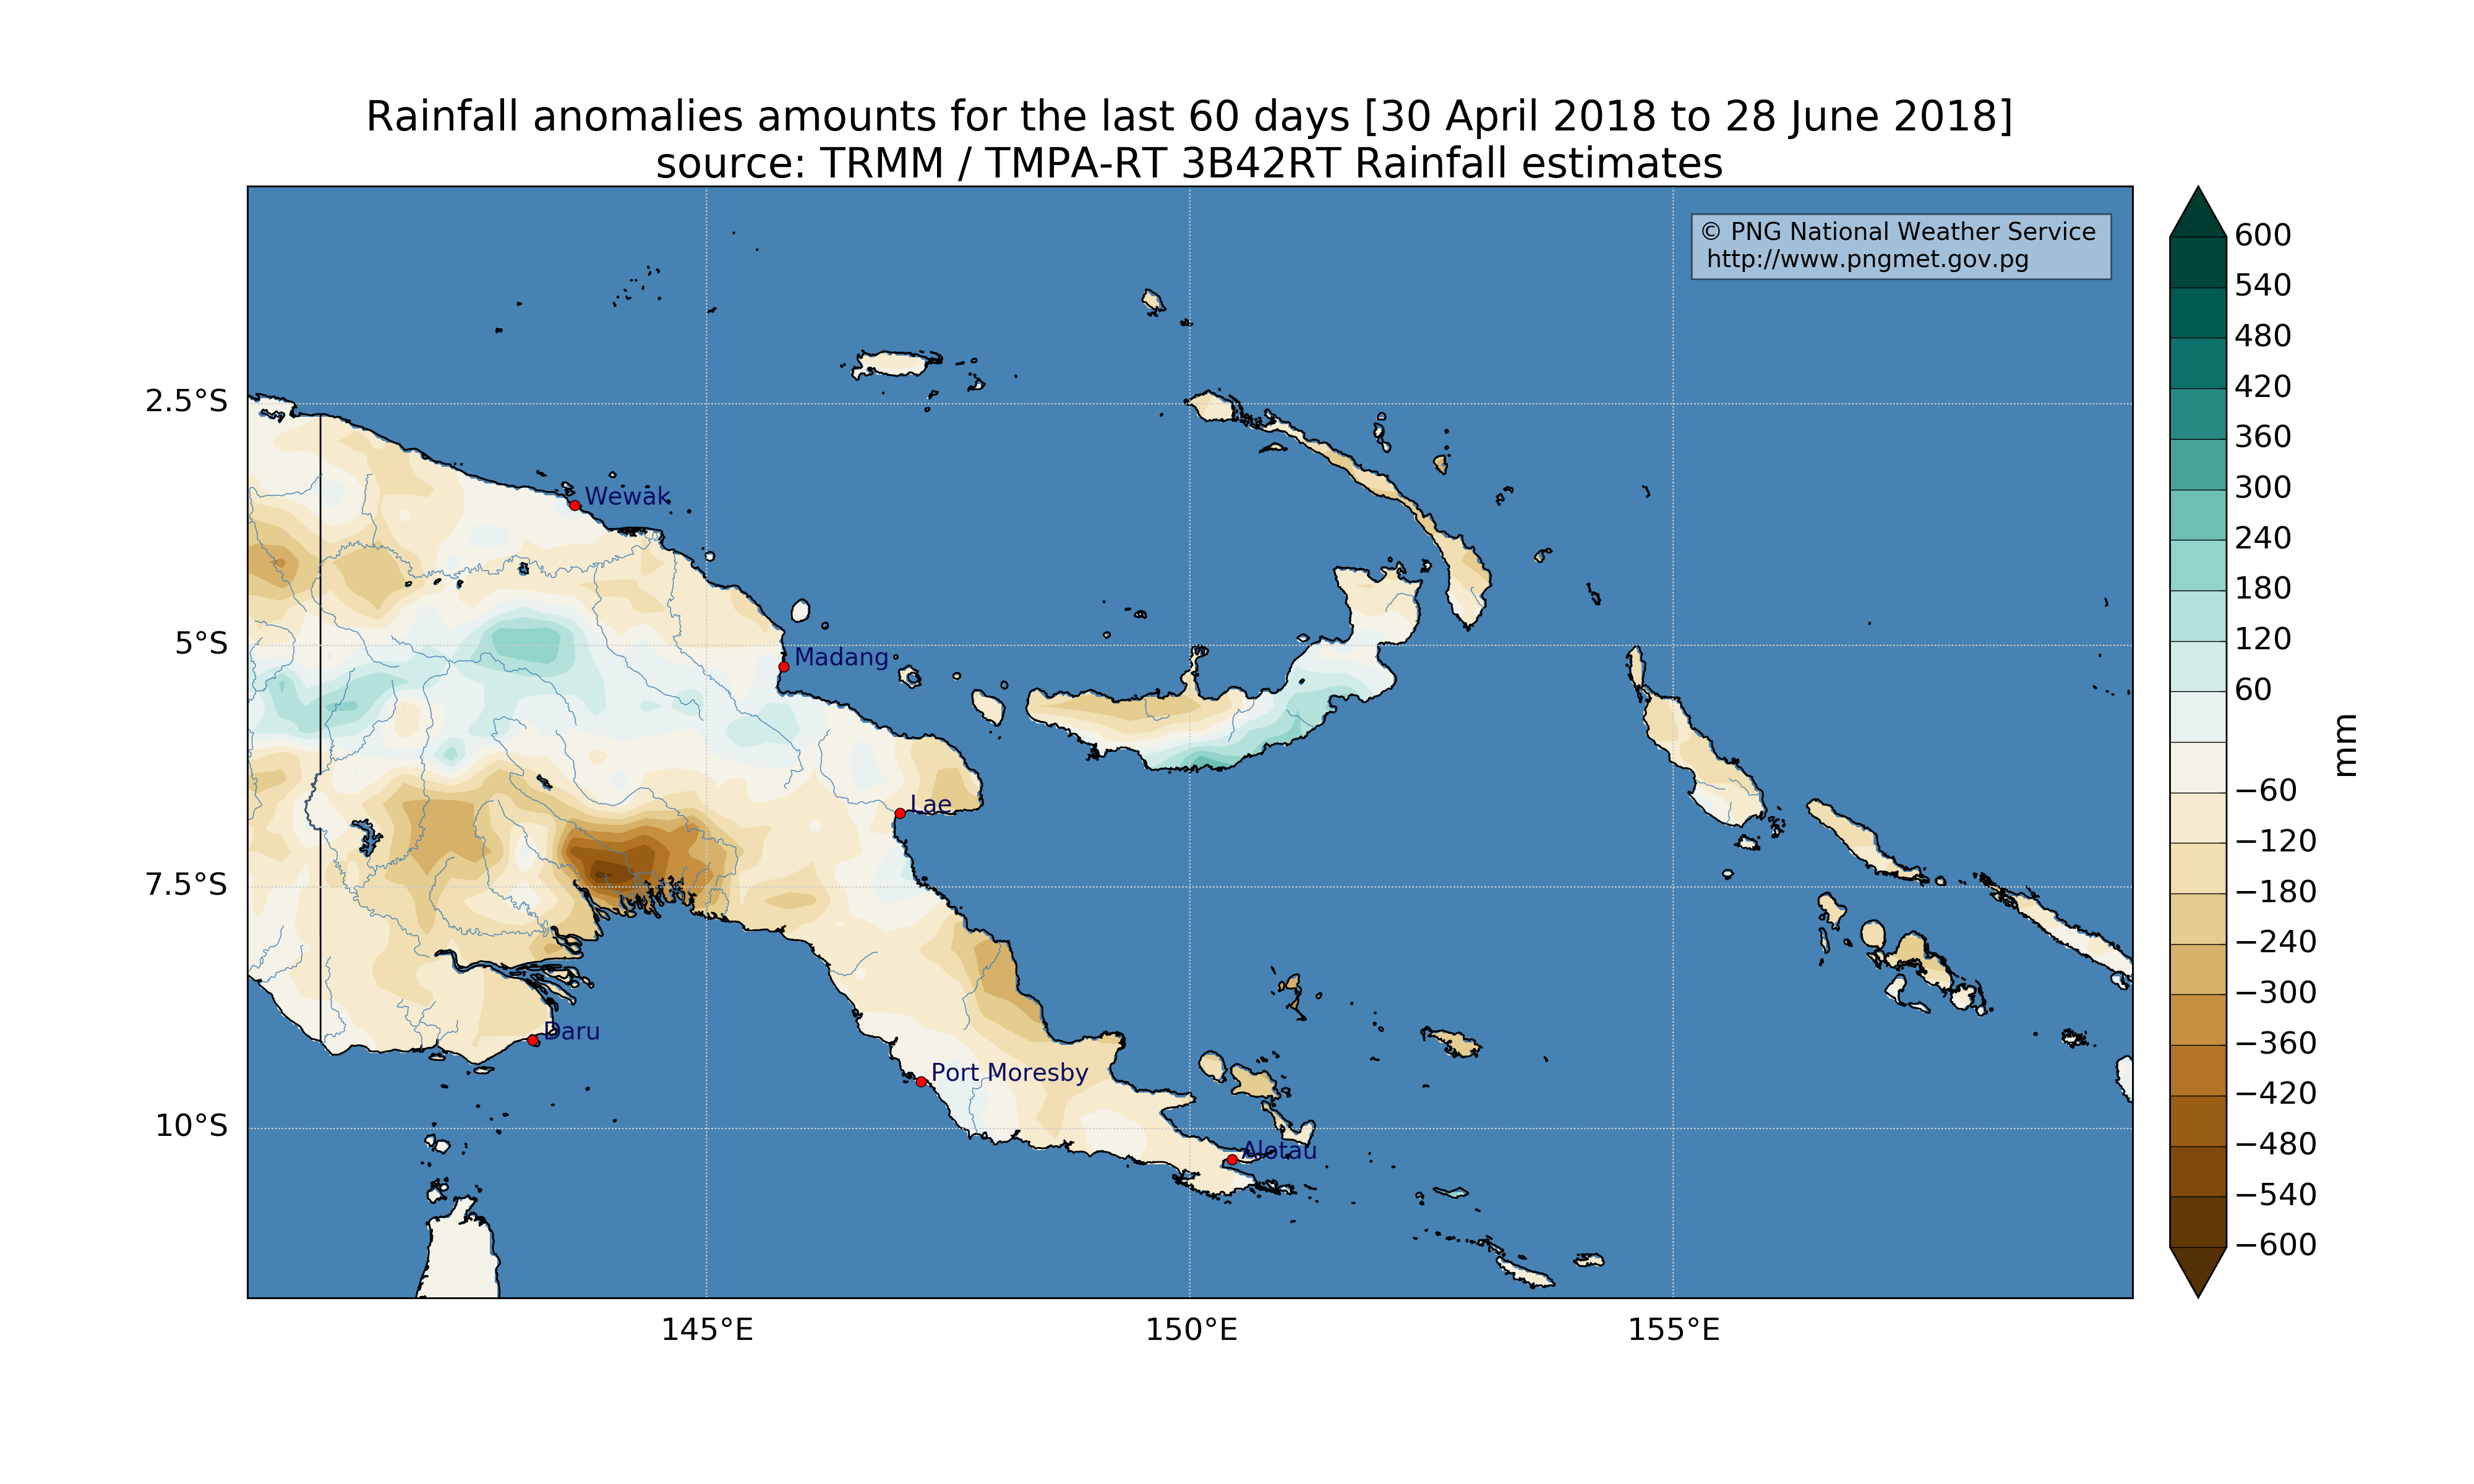 Rainfall anomalies amounts for the last 60 days [30 April 2018 to 28 June 2018]
source: TRMM / TMPA-RT 3B42RT Rainfall estimates
© PNG National Weather Service
http://www.pngmet.gov.pg
2.5°S
5°S
7.5°S
10°S
145°E
150°E
155°E
Wewak
Madang
Lae
Daru
Port Moresby
Alotau
600
540
480
420
360
300
240
180
120
60
−60
−120
−180
−240
−300
−360
−420
−480
−540
−600
mm